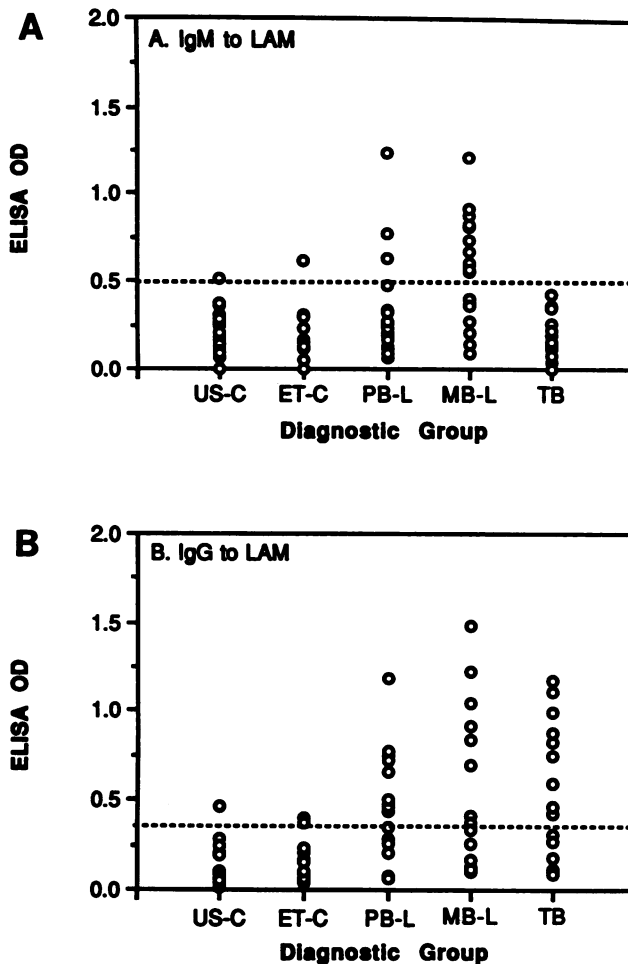 A
A. IgM to LAM
2.0
1.5
1.0
0.5
0.0
ELISA OD
US-C ET-C PB-L MB-L TB
Diagnostic Group
B
B. IgG to LAM
2.0
1.5
1.0
0.5
0.0
ELISA OD
US-C ET-C PB-L MB-L TB
Diagnostic Group